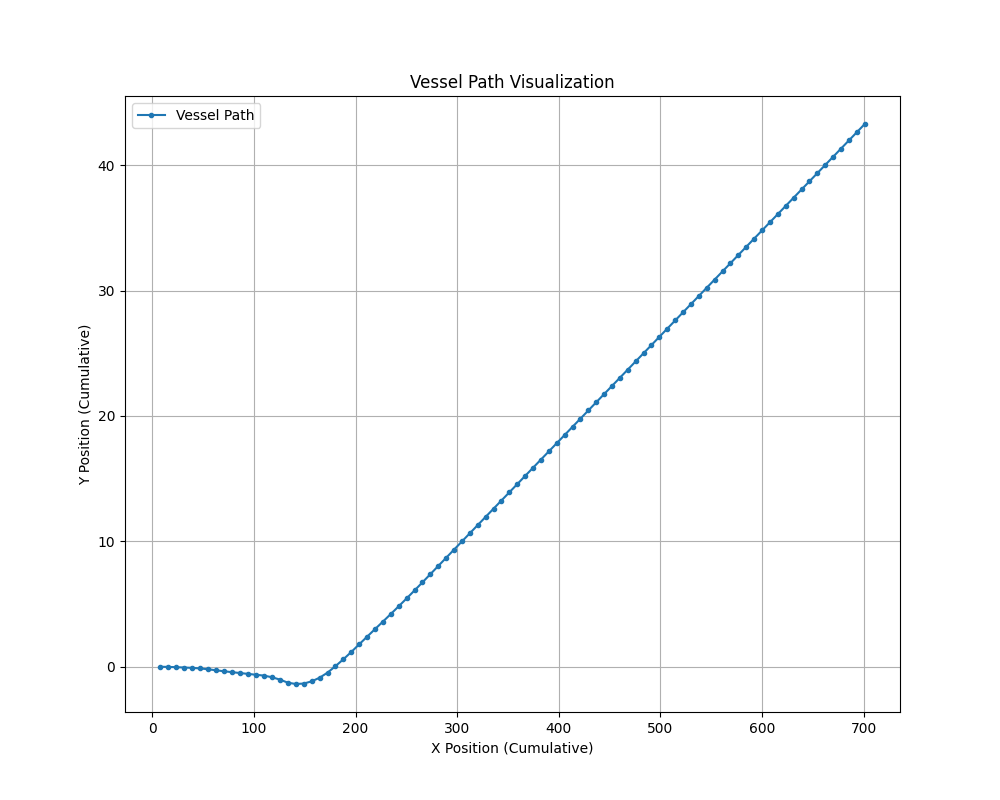 Vessel Path Visualization
Vessel Path
Y Position (Cumulative)
40
30
20
10
0
0 100 200 300 400 500 600 700
X Position (Cumulative)